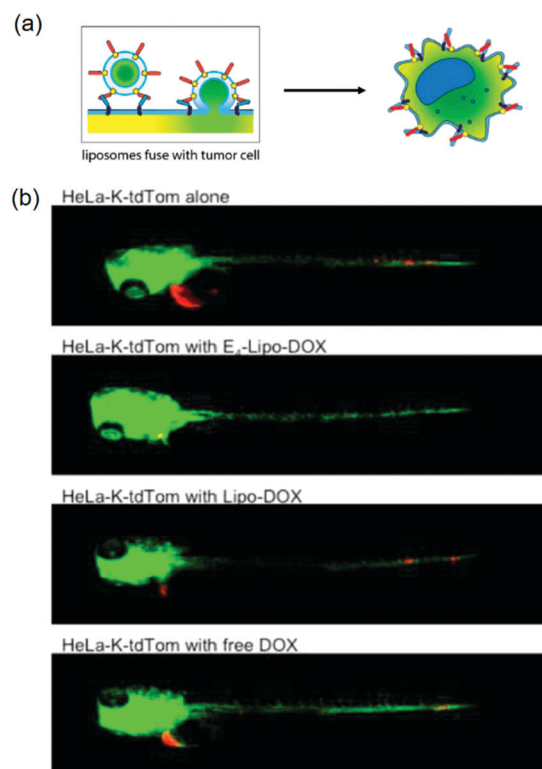 (a)
liposomes fuse with tumor cell
(b)
HeLa-K-tdTom alone
HeLa-K-tdTom with E₄-Lipo-DOX
HeLa-K-tdTom with Lipo-DOX
HeLa-K-tdTom with free DOX